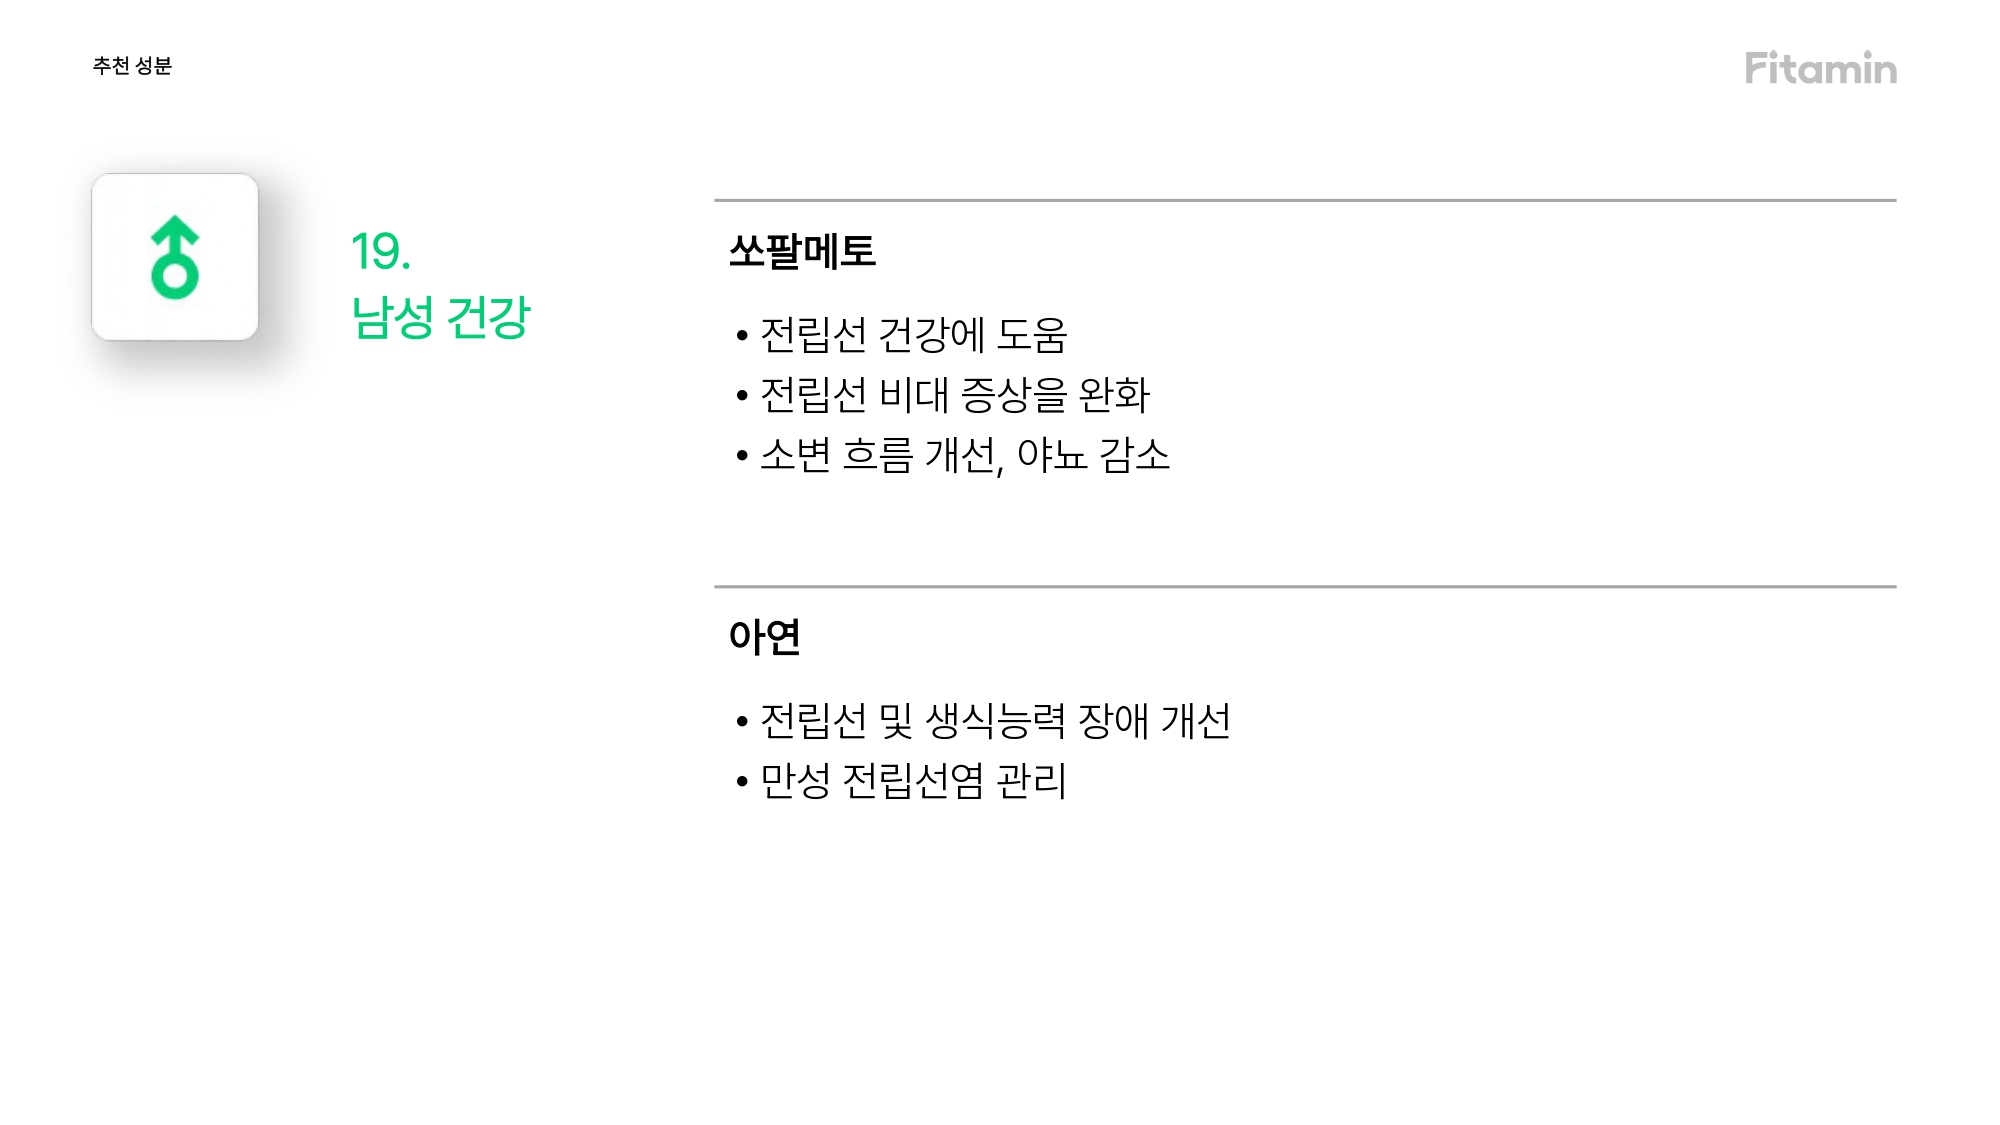 추천 성분
Fitamin
19.
남성 건강
쏘팔메토
• 전립선 건강에 도움
• 전립선 비대 증상을 완화
• 소변 흐름 개선, 야뇨 감소
아연
• 전립선 및 생식능력 장애 개선
• 만성 전립선염 관리